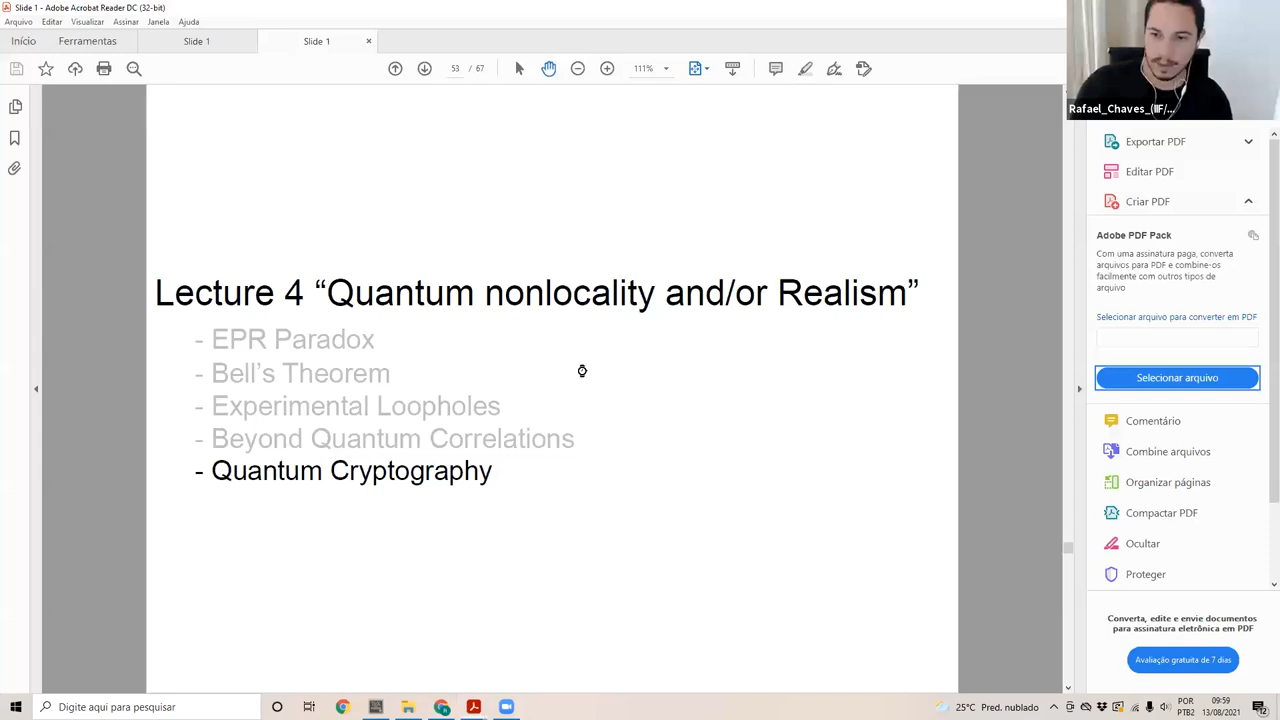 Slide 1 - Adobe Acrobat Reader DC (32-bit)
Arquivo Editar Visualizar Assinar Janela Ajuda
Início Ferramentas Slide 1 Slide 1 ×
53 / 67 111%
Rafael_Chaves_(IIF/...
Exportar PDF
Editar PDF
Criar PDF
Adobe PDF Pack
Com uma assinatura paga, converta
arquivos para PDF e combine-os
facilmente com outros tipos de
arquivo.
Selecionar arquivo para converter em PDF
Selecionar arquivo
Comentário
Combine arquivos
Organizar páginas
Compactar PDF
Ocultar
Proteger
Converta, edite e envie documentos
para assinatura eletrônica em PDF
Avaliação gratuita de 7 dias
Lecture 4 “Quantum nonlocality and/or Realism”
- EPR Paradox
- Bell’s Theorem
- Experimental Loopholes
- Beyond Quantum Correlations
- Quantum Cryptography
Digite aqui para pesquisar
25°C Pred. nublado
POR
PTB2
09:59
13/08/2021
12